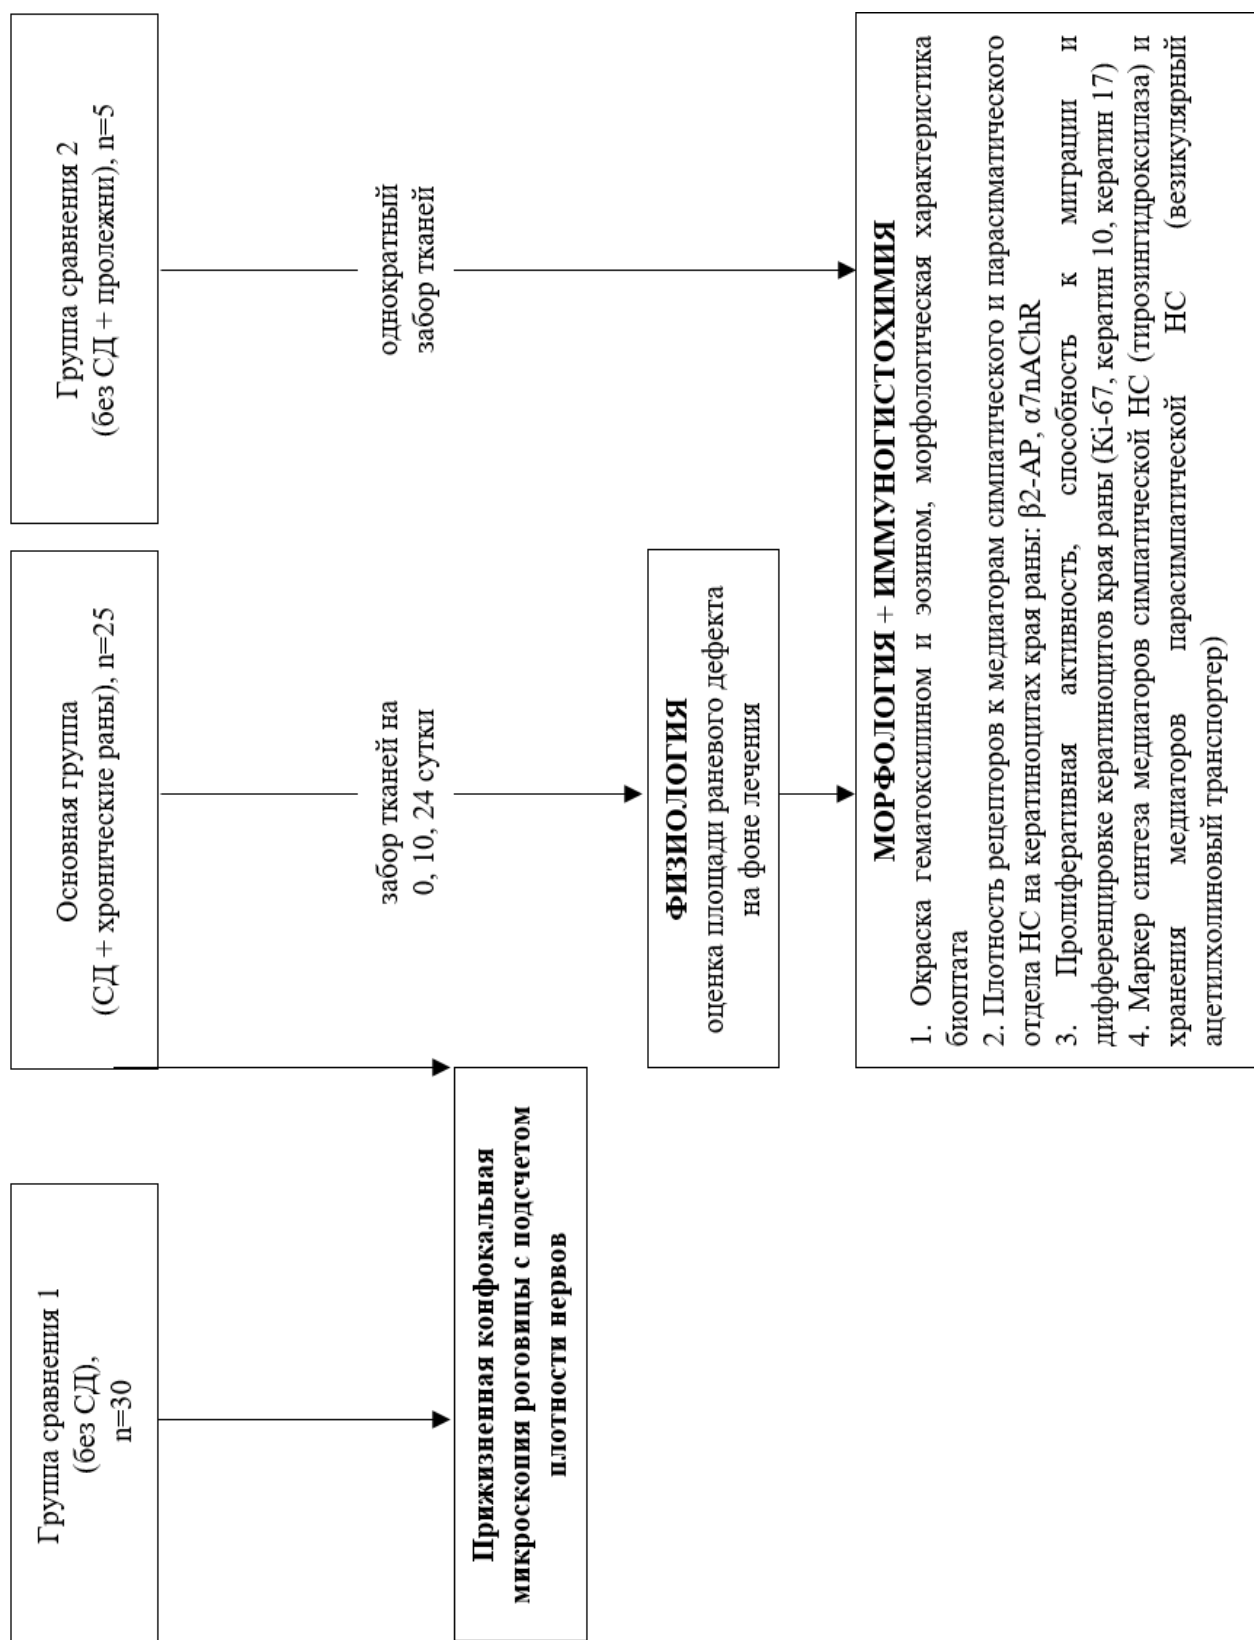 Группа сравнения 1
(без СД),
n=30
Основная группа
(СД + хронические раны), n=25
Группа сравнения 2
(без СД + пролежни), n=5
забор тканей на
0, 10, 24 сутки
однократный
забор тканей
Прижизненная конфокальная
микроскопия роговицы с подсчетом
плотности нервов
ФИЗИОЛОГИЯ
оценка площади раневого дефекта
на фоне лечения
МОРФОЛОГИЯ + ИММУНОГИСТОХИМИЯ
1. Окраска гематоксилином и эозином, морфологическая характеристика
биоптата
2. Плотность рецепторов к медиаторам симпатического и парасиматического
отдела НС на кератиноцитах края раны: β2-АР, α7nAChR
3. Пролиферативная активность, способность к миграции и
дифференцировке кератиноцитов края раны (Ki-67, кератин 10, кератин 17)
4. Маркер синтеза медиаторов симпатической НС (тирозингидроксилаза) и
хранения медиаторов парасимпатической НС (везикулярный
ацетилхолиновый транспортер)